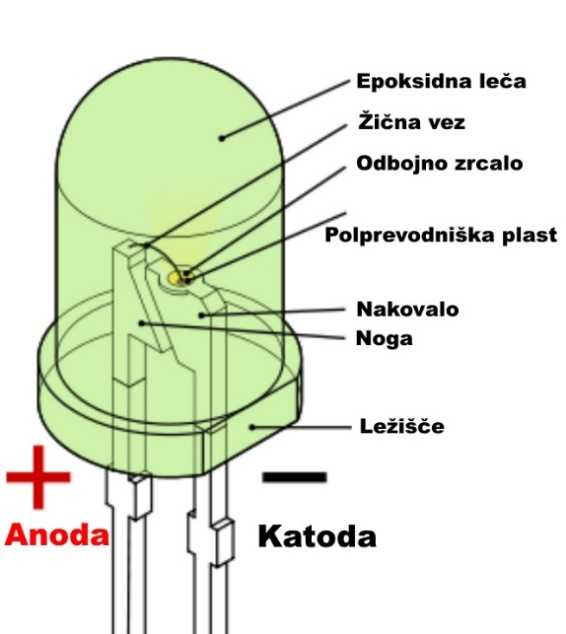 Epoksidna leča
Žična vez
Odbojno zrcalo
Polprevodniška plast
Nakovalo
Noga
Ležišče
+ −
Anoda Katoda